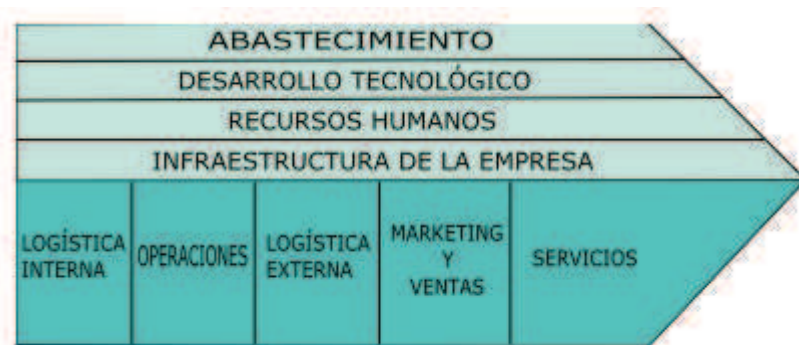 ABASTECIMIENTO
DESARROLLO TECNOLÓGICO
RECURSOS HUMANOS
INFRAESTRUCTURA DE LA EMPRESA
LOGÍSTICA
INTERNA
OPERACIONES
LOGÍSTICA
EXTERNA
MARKETING
Y
VENTAS
SERVICIOS